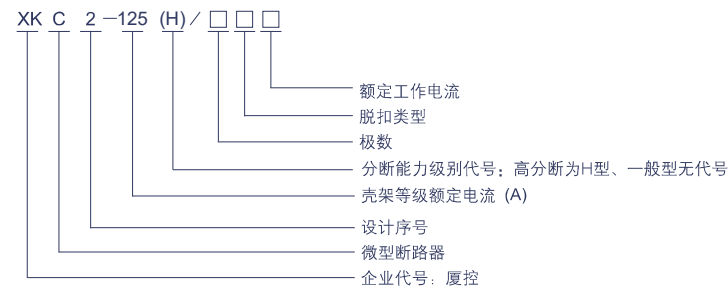 XK C 2－125 (H)／□ □ □
额定工作电流
脱扣类型
极数
分断能力级别代号：高分断为H型、一般型无代号
壳架等级额定电流 (A)
设计序号
微型断路器
企业代号：厦控